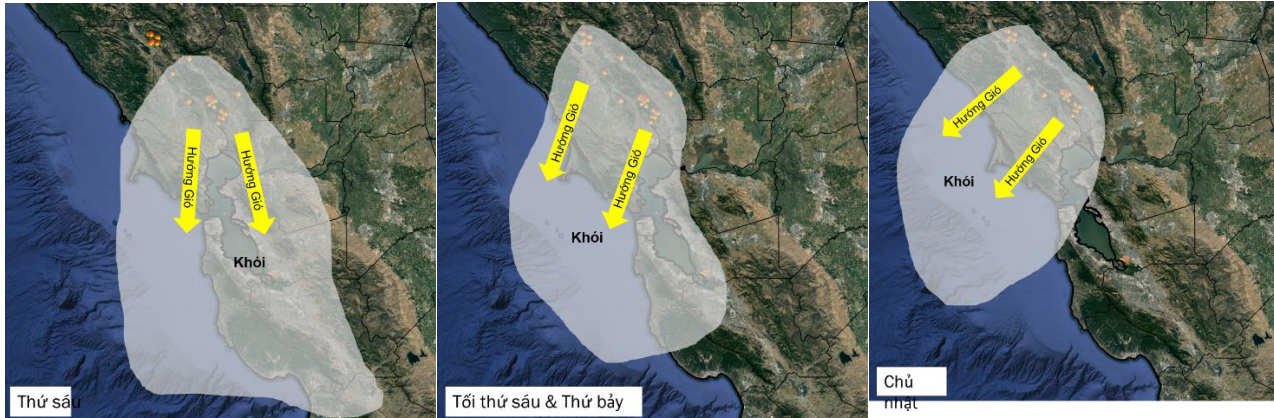 Hướng Gió
Hướng Gió
Khói
Thứ sáu
Hướng Gió
Hướng Gió
Khói
Tối thứ sáu & Thứ bảy
Hướng Gió
Hướng Gió
Khói
Chủ
nhật